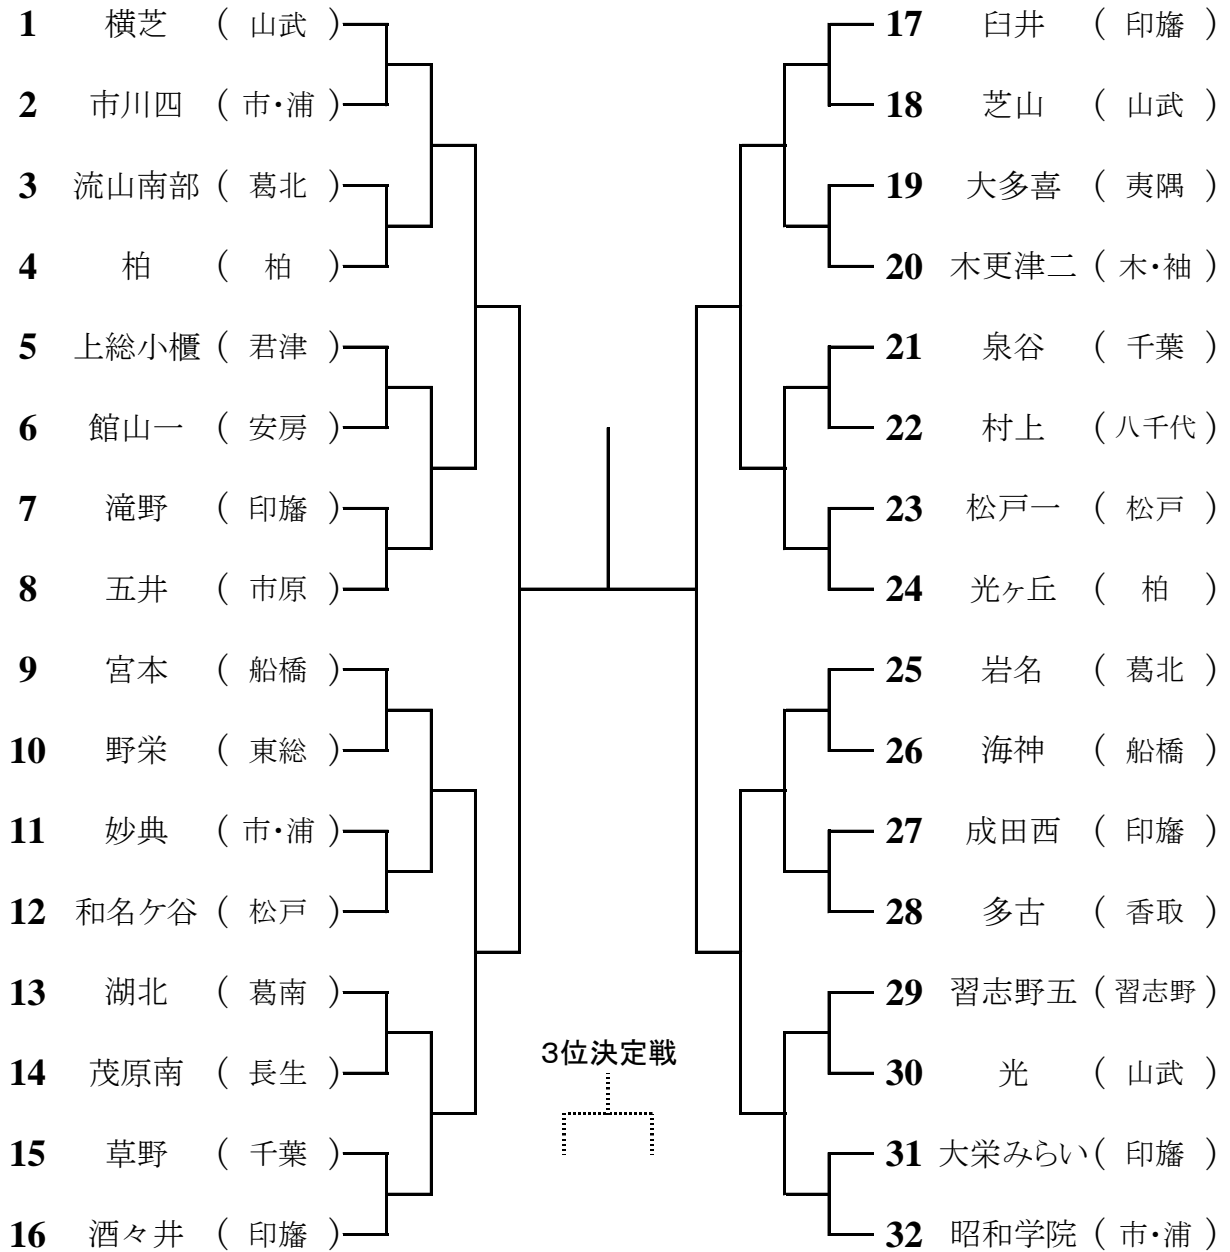 1 横芝 ( 山武 )
2 市川四 ( 市・浦 )
3 流山南部 ( 葛北 )
4 柏 ( 柏 )
5 上総小櫃 ( 君津 )
6 館山一 ( 安房 )
7 滝野 ( 印旛 )
8 五井 ( 市原 )
9 宮本 ( 船橋 )
10 野栄 ( 東総 )
11 妙典 ( 市・浦 )
12 和名ケ谷 ( 松戸 )
13 湖北 ( 葛南 )
14 茂原南 ( 長生 )
15 草野 ( 千葉 )
16 酒々井 ( 印旛 )
3位決定戦
17 臼井 ( 印旛 )
18 芝山 ( 山武 )
19 大多喜 ( 夷隅 )
20 木更津二 ( 木・袖 )
21 泉谷 ( 千葉 )
22 村上 ( 八千代 )
23 松戸一 ( 松戸 )
24 光ヶ丘 ( 柏 )
25 岩名 ( 葛北 )
26 海神 ( 船橋 )
27 成田西 ( 印旛 )
28 多古 ( 香取 )
29 習志野五 ( 習志野 )
30 光 ( 山武 )
31 大栄みらい ( 印旛 )
32 昭和学院 ( 市・浦 )